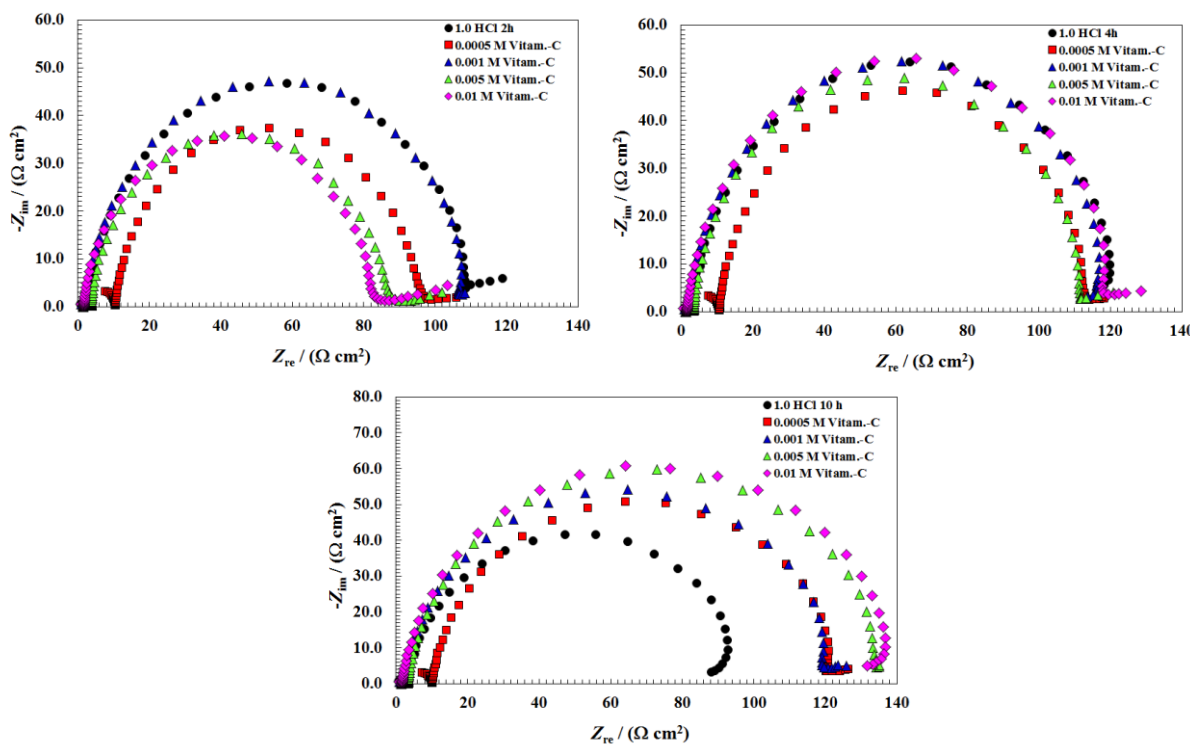 60.0
50.0
40.0
30.0
20.0
10.0
0.0
-Zim / (Ω cm²)
1.0 HCl 2h
0.0005 M Vitam.-C
0.001 M Vitam.-C
0.005 M Vitam.-C
0.01 M Vitam.-C
0 20 40 60 80 100 120 140
Zre / (Ω cm²)
60.0
50.0
40.0
30.0
20.0
10.0
0.0
-Zim / (Ω cm²)
1.0 HCl 4h
0.0005 M Vitam.-C
0.001 M Vitam.-C
0.005 M Vitam.-C
0.01 M Vitam.-C
0 20 40 60 80 100 120 140
Zre / (Ω cm²)
80.0
70.0
60.0
50.0
40.0
30.0
20.0
10.0
0.0
-Zim / (Ω cm²)
1.0 HCl 10 h
0.0005 M Vitam.-C
0.001 M Vitam.-C
0.005 M Vitam.-C
0.01 M Vitam.-C
0 20 40 60 80 100 120 140
Zre / (Ω cm²)